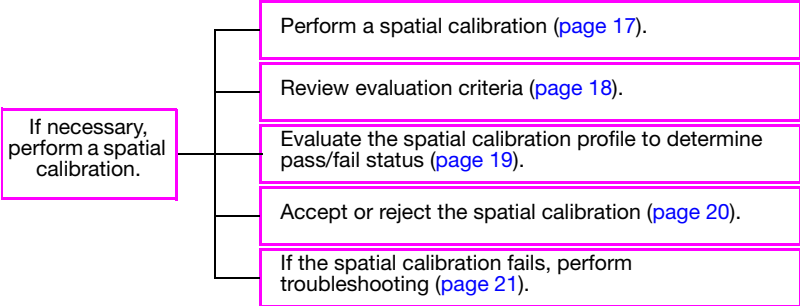 If necessary,
perform a spatial
calibration.
Perform a spatial calibration (page 17).
Review evaluation criteria (page 18).
Evaluate the spatial calibration profile to determine
pass/fail status (page 19).
Accept or reject the spatial calibration (page 20).
If the spatial calibration fails, perform
troubleshooting (page 21).